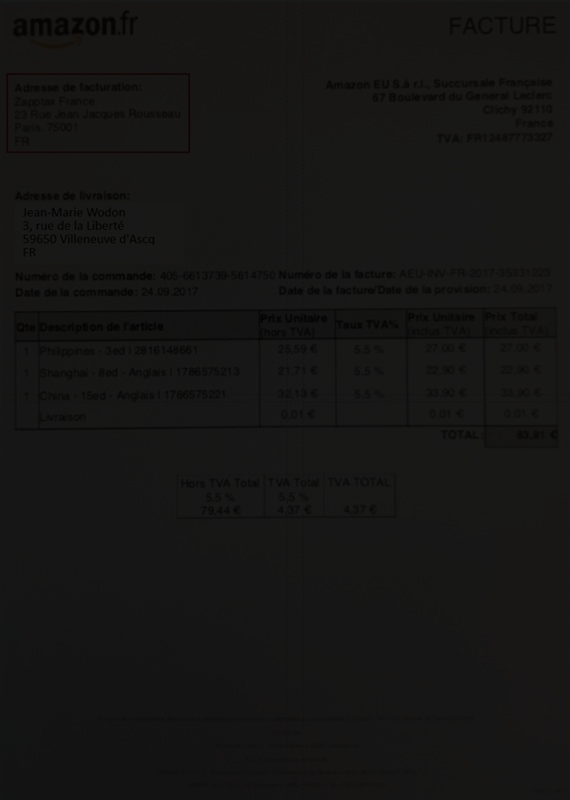 amazon.fr
FACTURE
Adresse de facturation:
Zapptax France
23 Rue Jean Jacques Rousseau
Paris, 75001
FR
Amazon EU S.à r.l., Succursale Française
67 Boulevard du General Leclerc
Clichy 92110
France
TVA: FR12487773327
Adresse de livraison:
Jean-Marie Wodon
3, rue de la Liberté
59650 Villeneuve d'Ascq
FR
Numéro de la commande: 405-6613739-5614750 Numéro de la facture:
Date de la commande: 24.09.2017 Date de la facture/Date de la provision: 24.09.2017
Qté Description de l'article Prix Unitaire (hors TVA) Taux TVA% Prix Unitaire (inclus TVA) Prix Total (inclus TVA)
1 Philippines - 3ed | 2816148661 25,59 € 5,5 % 27,00 € 27,00 €
1 Shanghai - 8ed - Anglais | 1786575213 21,71 € 5,5 % 22,90 € 22,90 €
1 China - 15ed - Anglais | 1786575221 32,13 € 5,5 % 33,90 € 33,90 €
Livraison 0,01 € 0,01 € 0,01 €
TOTAL: 83,81 €
Hors TVA Total TVA Total TVA TOTAL
5,5 % 5,5 %
79,44 € 4,37 € 4,37 €